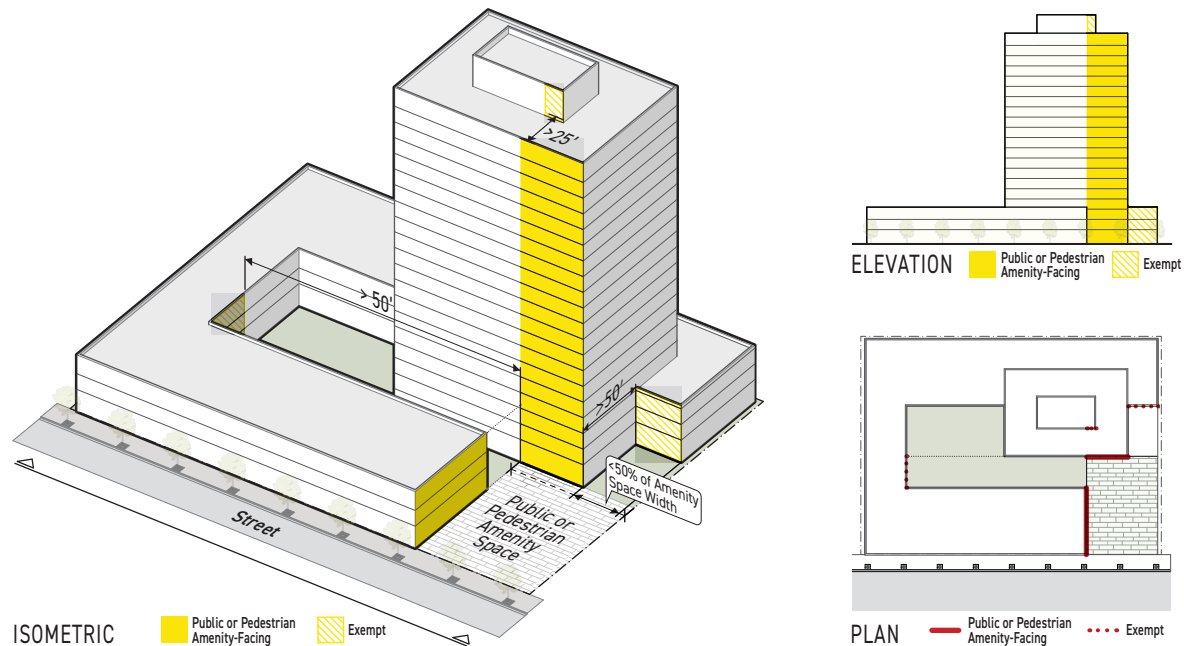 >25'
> 50'
>50'
<50% of Amenity
Space Width
Public or
Pedestrian
Amenity
Space
Street
ISOMETRIC
Public or Pedestrian
Amenity-Facing
Exempt
ELEVATION
Public or Pedestrian
Amenity-Facing
Exempt
PLAN
Public or Pedestrian
Amenity-Facing
Exempt